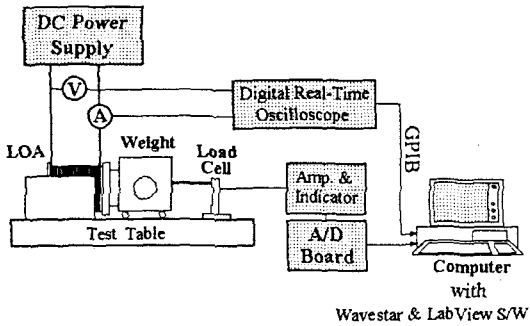 DC Power
Supply
V
A
Digital Real-Time
Oscilloscope
LOA
Weight
Load
Cell
GPIB
Amp. &
Indicator
A/D
Board
Test Table
Computer
with
Wavestar & LabView S/W